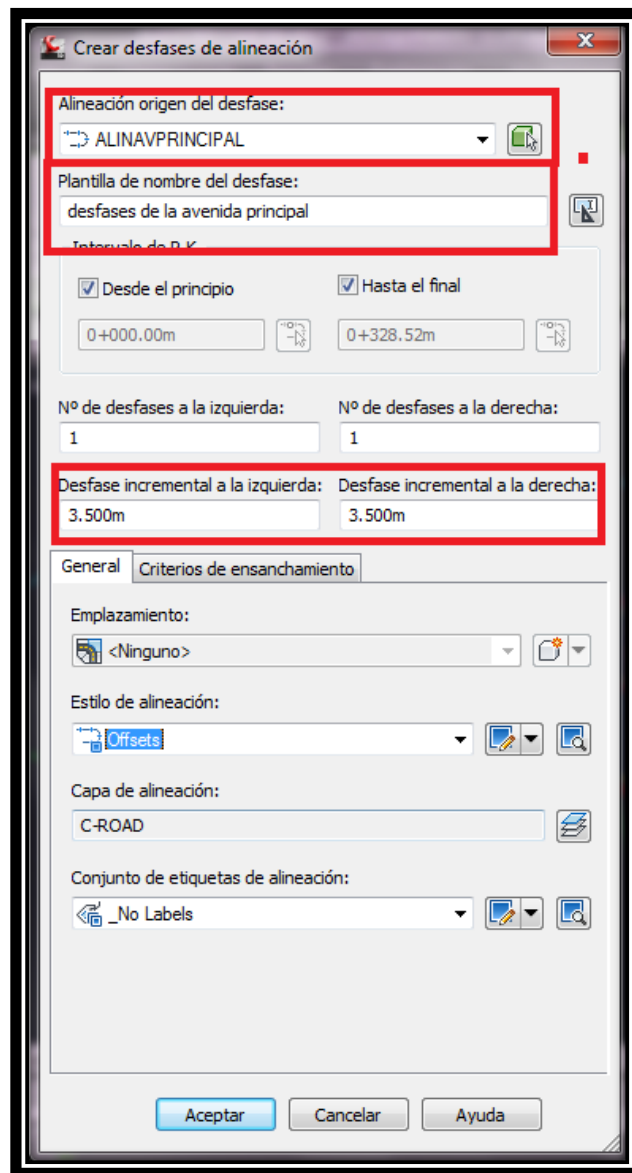 Crear desfases de alineación
Alineación origen del desfase:
ALINAVPRINCIPAL
Plantilla de nombre del desfase:
desfases de la avenida principal
Intervalo de P.K.
Desde el principio Hasta el final
0+000.00m 0+328.52m
Nº de desfases a la izquierda: Nº de desfases a la derecha:
1 1
Desfase incremental a la izquierda: Desfase incremental a la derecha:
3.500m 3.500m
General Criterios de ensanchamiento
Emplazamiento:
<Ninguno>
Estilo de alineación:
Offsets
Capa de alineación:
C-ROAD
Conjunto de etiquetas de alineación:
_No Labels
Aceptar Cancelar Ayuda